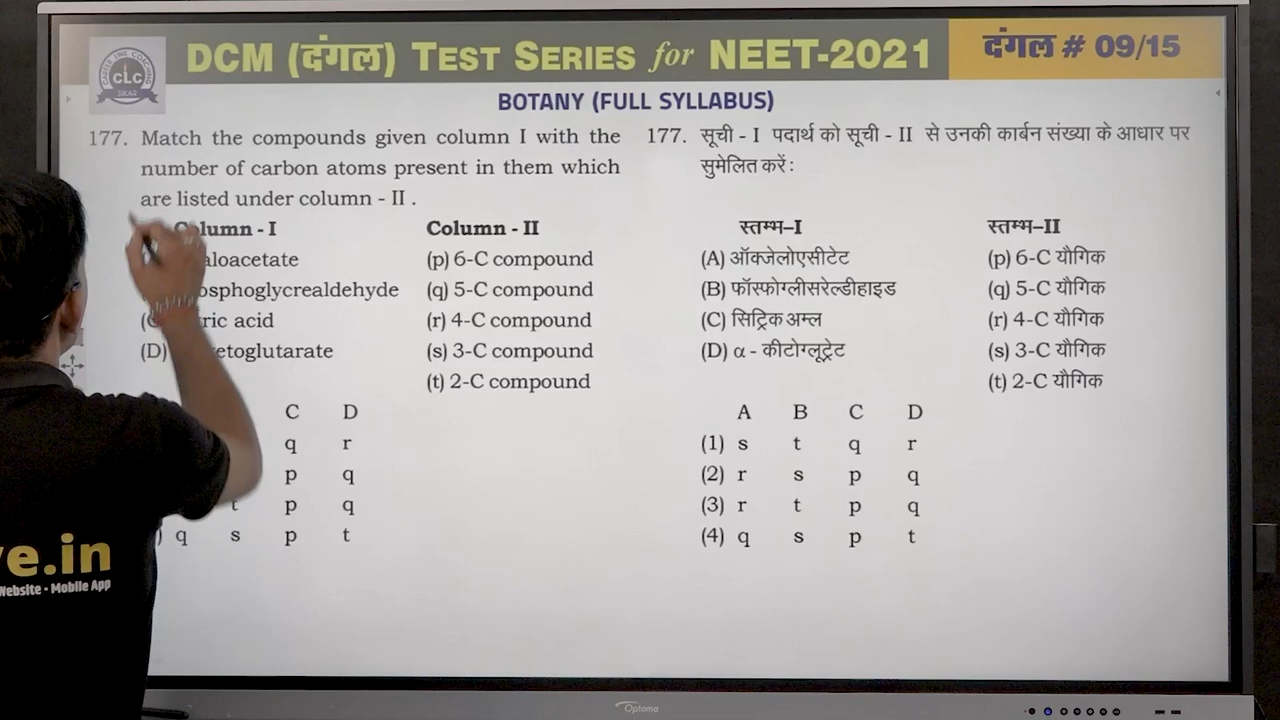 DCM (दंगल) TEST SERIES for NEET-2021
दंगल # 09/15
CLC
SIKAR
BOTANY (FULL SYLLABUS)
177. Match the compounds given column I with the
number of carbon atoms present in them which
are listed under column - II .
Column - I Column - II
aloacetate (p) 6-C compound
osphoglycrealdehyde (q) 5-C compound
ric acid (r) 4-C compound
(D) etoglutarate (s) 3-C compound
(t) 2-C compound
C D
q r
p q
t p q
) q s p t
177. सूची - I पदार्थ को सूची - II से उनकी कार्बन संख्या के आधार पर
सुमेलित करें:
स्तम्भ–I स्तम्भ–II
(A) ऑक्जेलोएसीटेट (p) 6-C यौगिक
(B) फॉस्फोग्लीसरेल्डीहाइड (q) 5-C यौगिक
(C) सिट्रिक अम्ल (r) 4-C यौगिक
(D) α - कीटोग्लूट्रेट (s) 3-C यौगिक
(t) 2-C यौगिक
A B C D
(1) s t q r
(2) r s p q
(3) r t p q
(4) q s p t
e.in
Website • Mobile App
Optoma